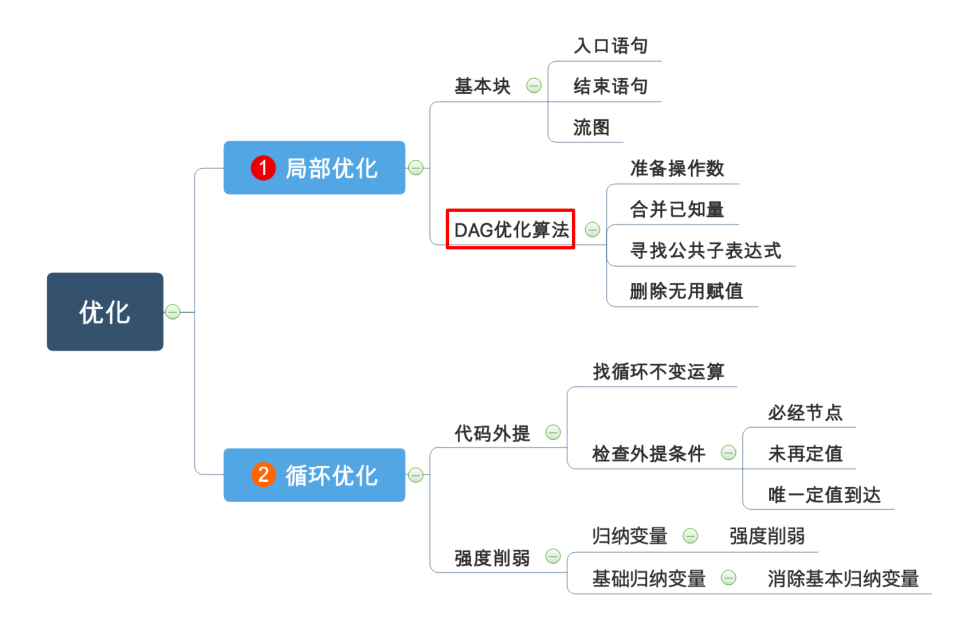 优化
1 局部优化
基本块
入口语句
结束语句
流图
DAG优化算法
准备操作数
合并已知量
寻找公共子表达式
删除无用赋值
2 循环优化
代码外提
找循环不变运算
检查外提条件
必经节点
未再定值
唯一定值到达
强度削弱
归纳变量
强度削弱
基础归纳变量
消除基本归纳变量